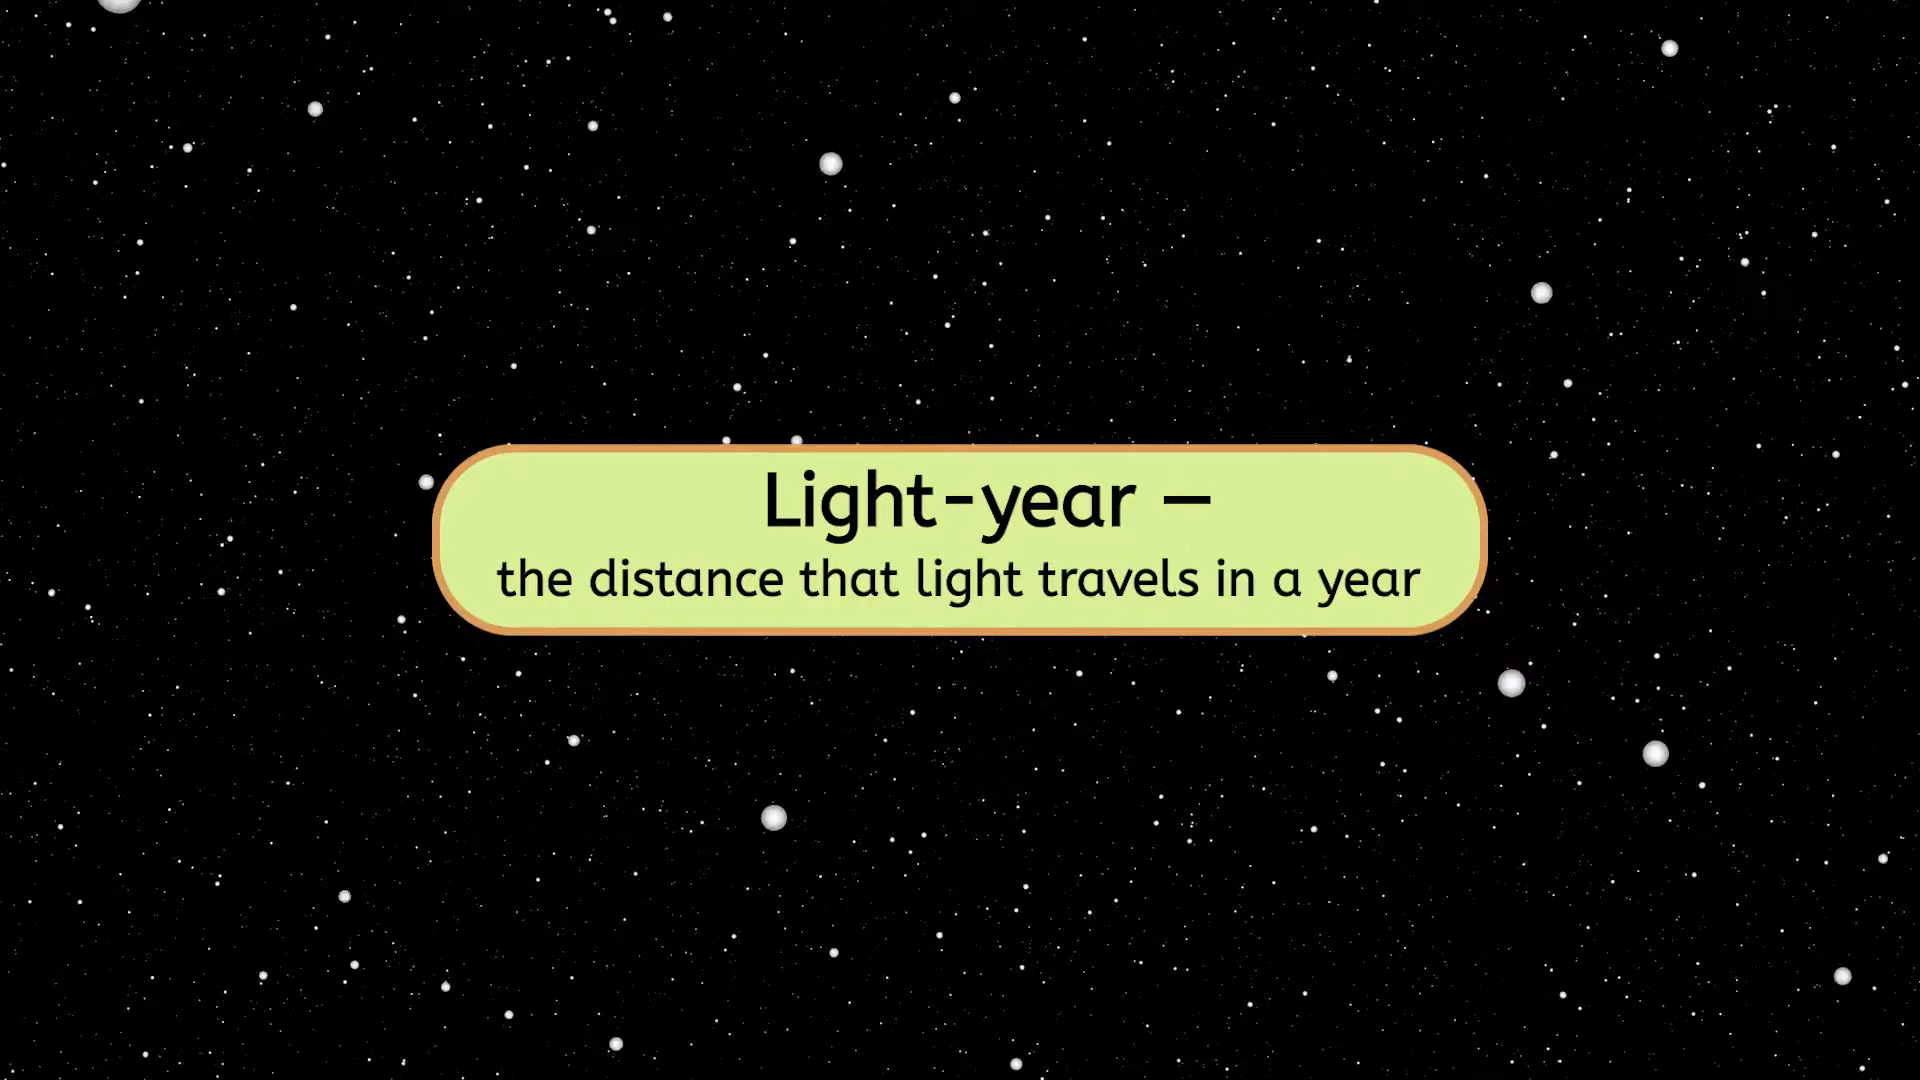 Light-year —
the distance that light travels in a year